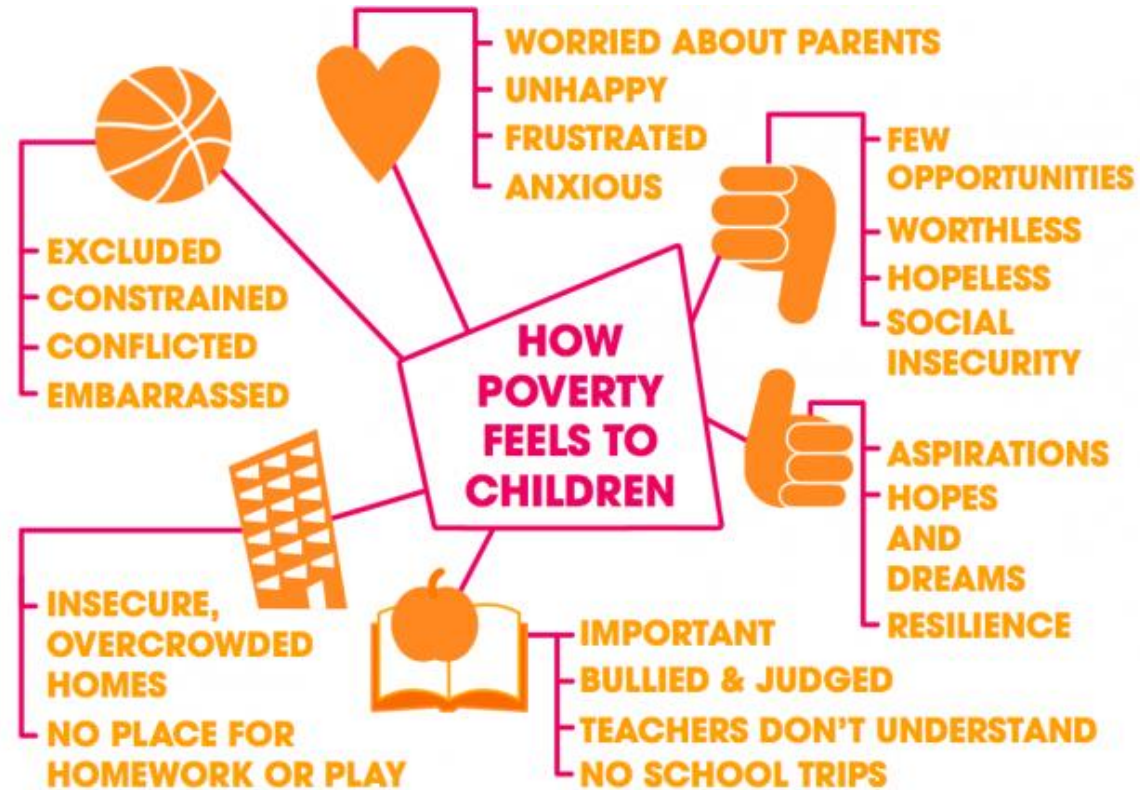 HOW
POVERTY
FEELS TO
CHILDREN
WORRIED ABOUT PARENTS
UNHAPPY
FRUSTRATED
ANXIOUS
FEW
OPPORTUNITIES
WORTHLESS
HOPELESS
SOCIAL
INSECURITY
ASPIRATIONS
HOPES
AND
DREAMS
RESILIENCE
IMPORTANT
BULLIED & JUDGED
TEACHERS DON'T UNDERSTAND
NO SCHOOL TRIPS
INSECURE,
OVERCROWDED
HOMES
NO PLACE FOR
HOMEWORK OR PLAY
EXCLUDED
CONSTRAINED
CONFLICTED
EMBARRASSED